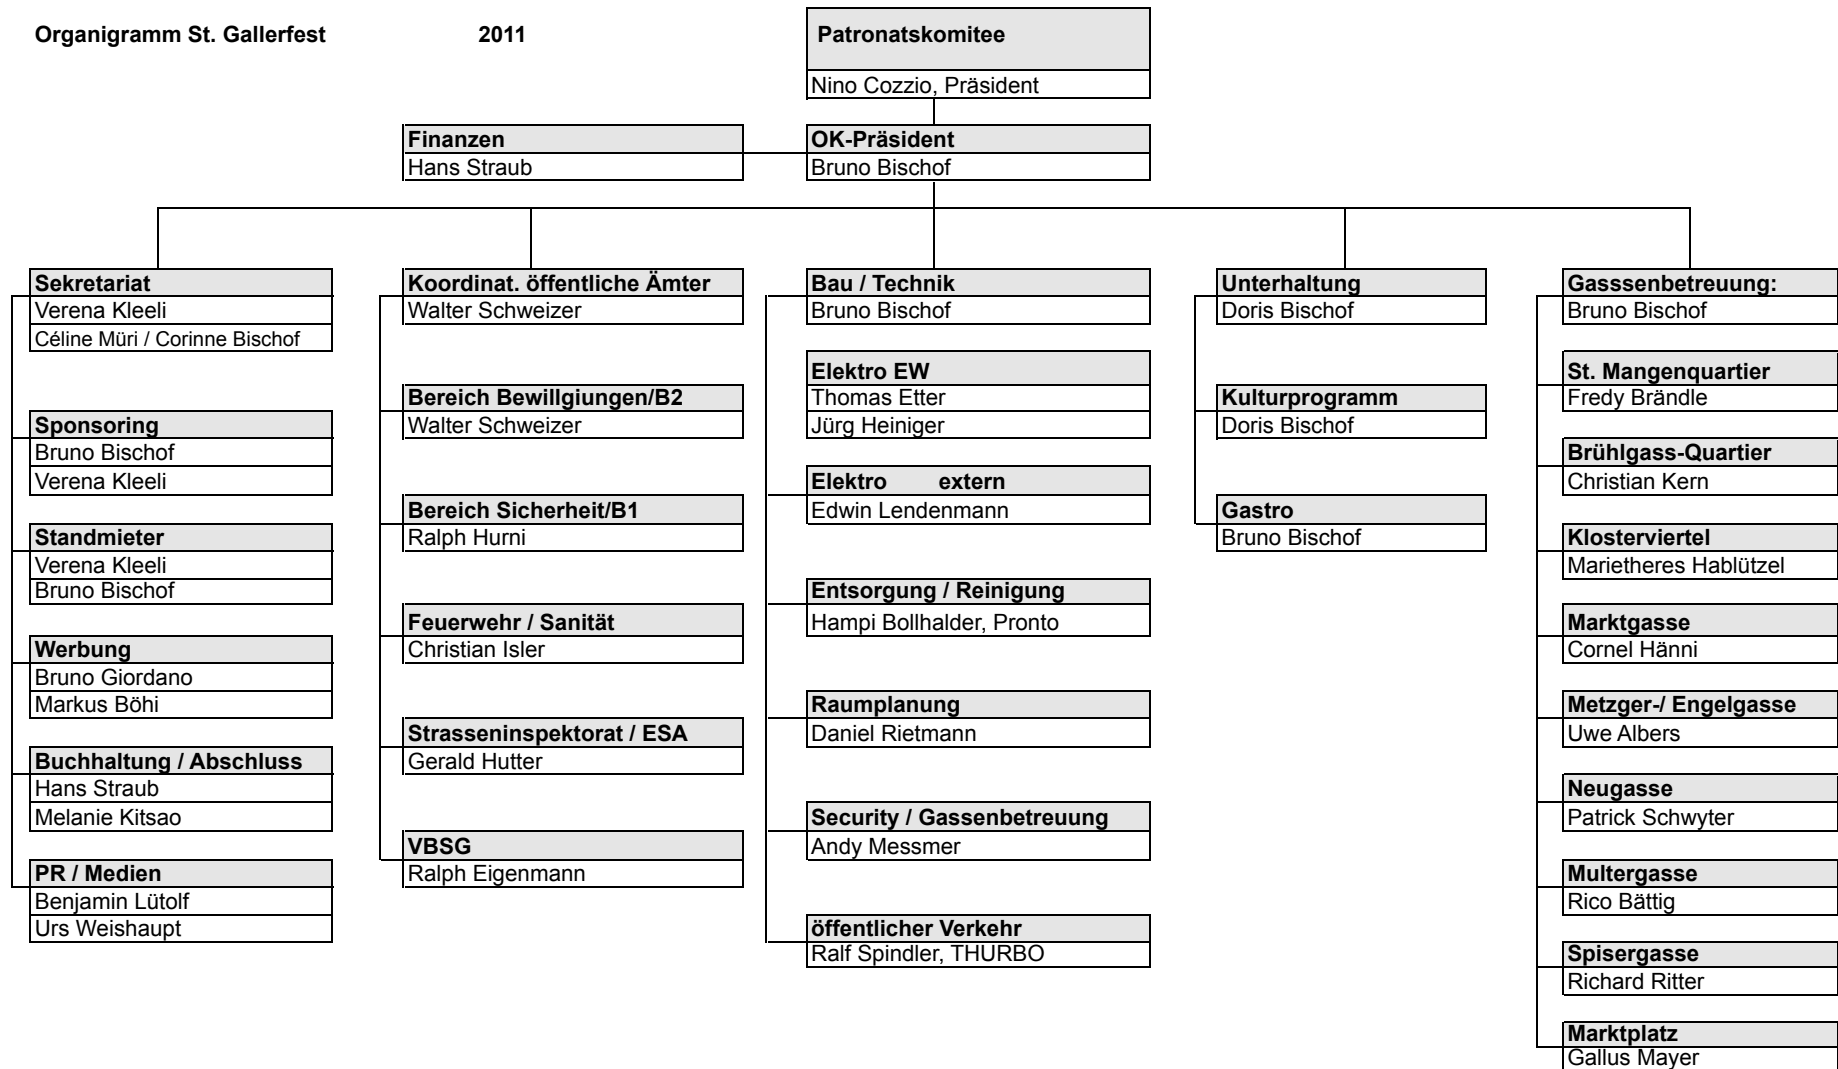 Organigramm St. Gallerfest 2011
Patronatskomitee
Nino Cozzio, Präsident
Finanzen
Hans Straub
OK-Präsident
Bruno Bischof
Sekretariat
Verena Kleeli
Céline Müri / Corinne Bischof
Sponsoring
Bruno Bischof
Verena Kleeli
Standmieter
Verena Kleeli
Bruno Bischof
Werbung
Bruno Giordano
Markus Böhi
Buchhaltung / Abschluss
Hans Straub
Melanie Kitsao
PR / Medien
Benjamin Lütolf
Urs Weishaupt
Koordinat. öffentliche Ämter
Walter Schweizer
Bereich Bewillgiungen/B2
Walter Schweizer
Bereich Sicherheit/B1
Ralph Hurni
Feuerwehr / Sanität
Christian Isler
Strasseninspektorat / ESA
Gerald Hutter
VBSG
Ralph Eigenmann
Bau / Technik
Bruno Bischof
Elektro EW
Thomas Etter
Jürg Heiniger
Elektro extern
Edwin Lendenmann
Entsorgung / Reinigung
Hampi Bollhalder, Pronto
Raumplanung
Daniel Rietmann
Security / Gassenbetreuung
Andy Messmer
öffentlicher Verkehr
Ralf Spindler, THURBO
Unterhaltung
Doris Bischof
Kulturprogramm
Doris Bischof
Gastro
Bruno Bischof
Gasssenbetreuung:
Bruno Bischof
St. Mangenquartier
Fredy Brändle
Brühlgass-Quartier
Christian Kern
Klosterviertel
Marietheres Hablützel
Marktgasse
Cornel Hänni
Metzger-/ Engelgasse
Uwe Albers
Neugasse
Patrick Schwyter
Multergasse
Rico Bättig
Spisergasse
Richard Ritter
Marktplatz
Gallus Mayer